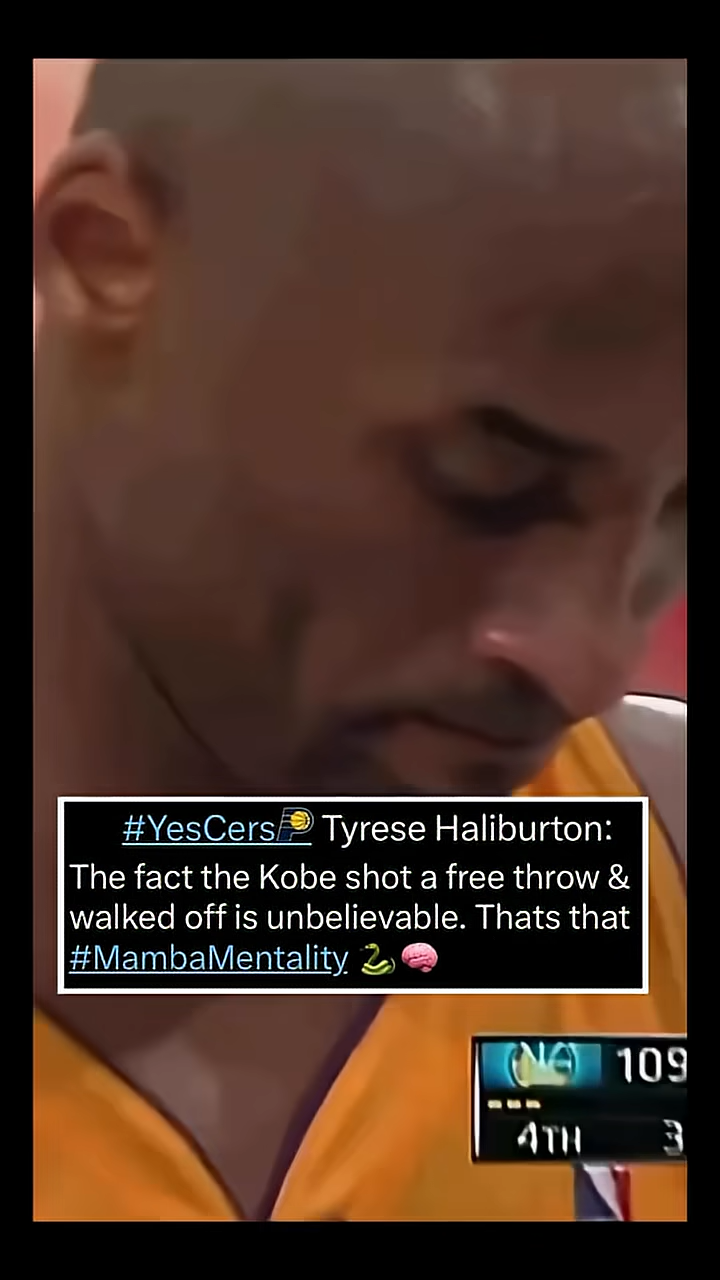 #YesCers Tyrese Haliburton:
The fact the Kobe shot a free throw &
walked off is unbelievable. Thats that
#MambaMentality 🐍🧠
109
4TH 3